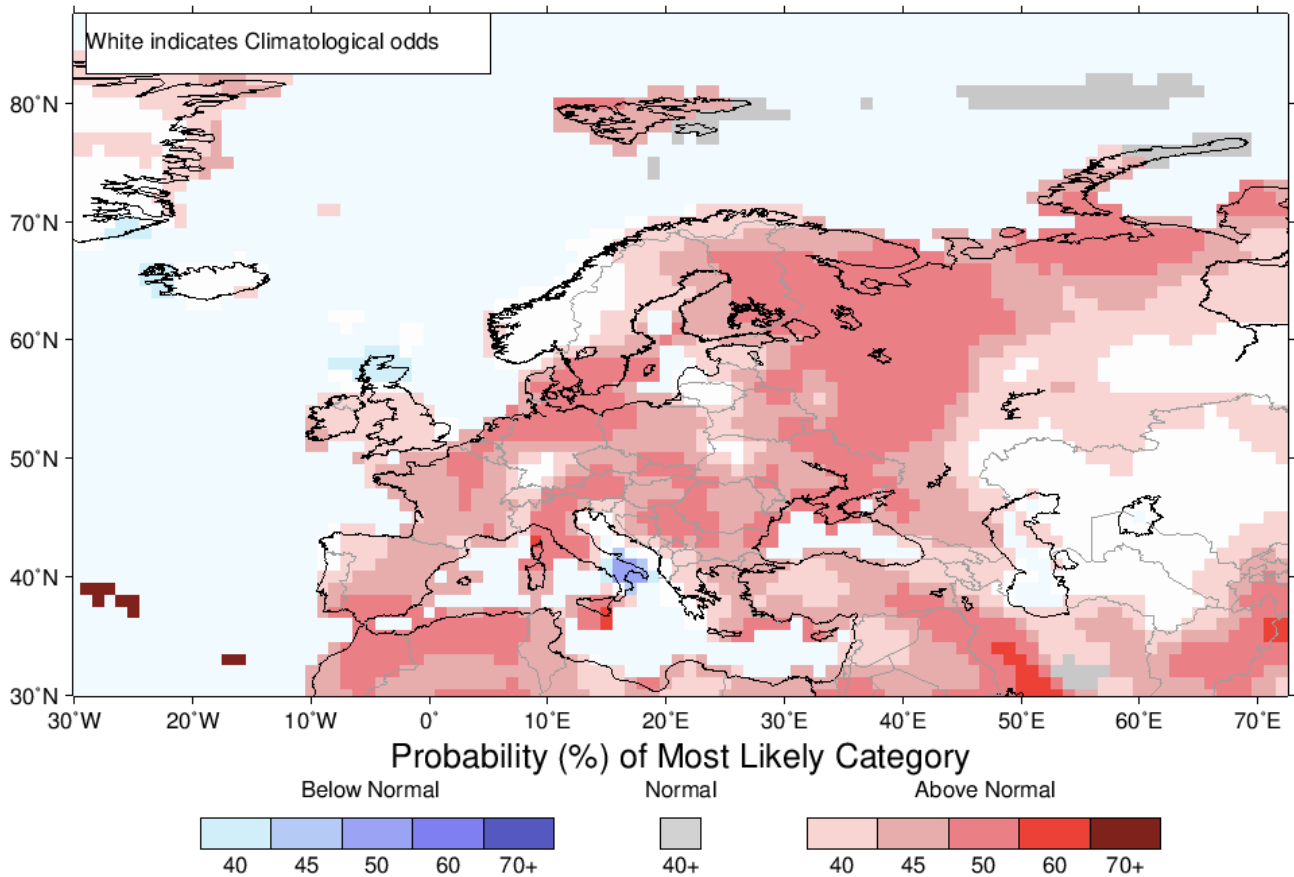 White indicates Climatological odds
80°N
70°N
60°N
50°N
40°N
30°N
30°W 20°W 10°W 0° 10°E 20°E 30°E 40°E 50°E 60°E 70°E
Probability (%) of Most Likely Category
Below Normal Normal Above Normal
40 45 50 60 70+ 40+ 40 45 50 60 70+